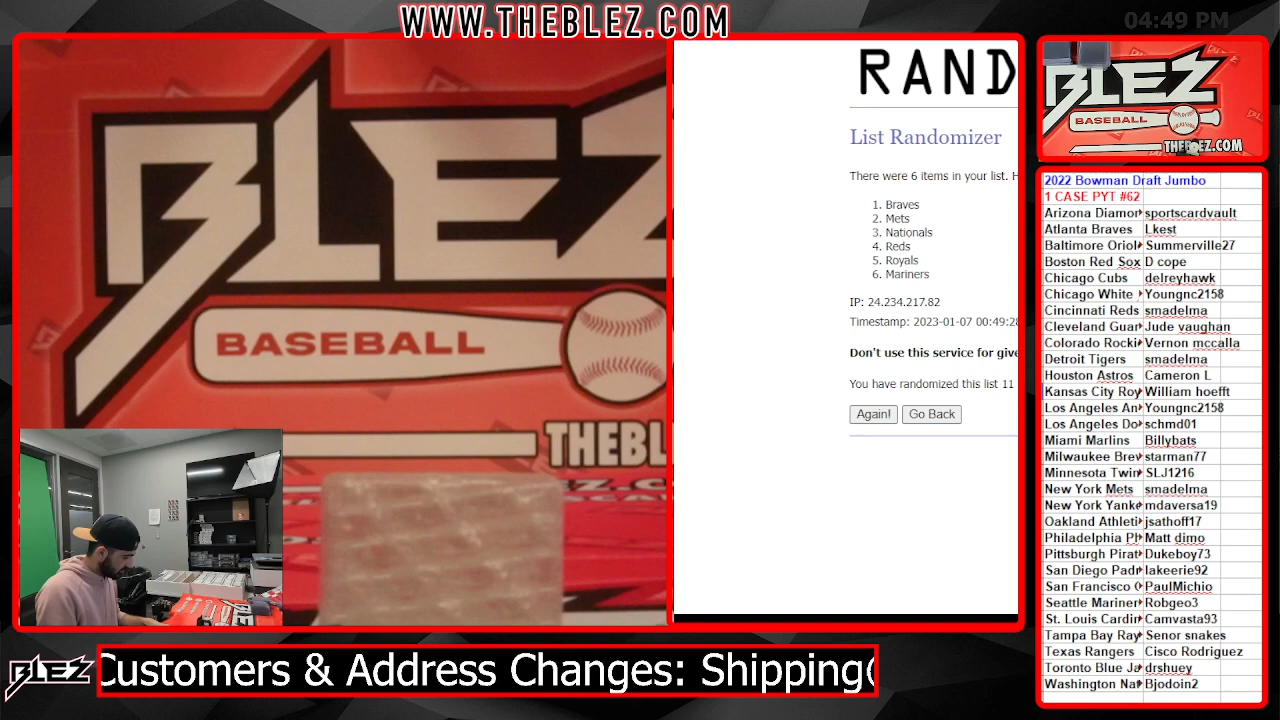 WWW.THEBLEZ.COM
04:49 PM
BLEZ
BASEBALL
THEBL
RAND
List Randomizer
There were 6 items in your list. H
1. Braves
2. Mets
3. Nationals
4. Reds
5. Royals
6. Mariners
IP: 24.234.217.82
Timestamp: 2023-01-07 00:49:28
Don't use this service for give
You have randomized this list 11
Again! Go Back
BLEZ
BASEBALL
THEBLEZ.COM
2022 Bowman Draft Jumbo
1 CASE PYT #62
Arizona Diamor sportscardvault
Atlanta Braves Lkest
Baltimore Oriol Summerville27
Boston Red Sox D cope
Chicago Cubs delreyhawk
Chicago White Youngnc2158
Cincinnati Reds smadelma
Cleveland Guar Jude vaughan
Colorado Rocki Vernon mccalla
Detroit Tigers smadelma
Houston Astros Cameron L
Kansas City Roy William hoefft
Los Angeles An Youngnc2158
Los Angeles Do schmd01
Miami Marlins Billybats
Milwaukee Brev starman77
Minnesota Twin SLJ1216
New York Mets smadelma
New York Yanke mdaversa19
Oakland Athleti jsathoff17
Philadelphia Ph Matt dimo
Pittsburgh Pirat Dukeboy73
San Diego Padr lakeerie92
San Francisco G PaulMichio
Seattle Mariner Robgeo3
St. Louis Cardin Camvasta93
Tampa Bay Ray Senor snakes
Texas Rangers Cisco Rodriguez
Toronto Blue Ja drshuey
Washington Nat Bjodoin2
BLEZ
Customers & Address Changes: Shipping@